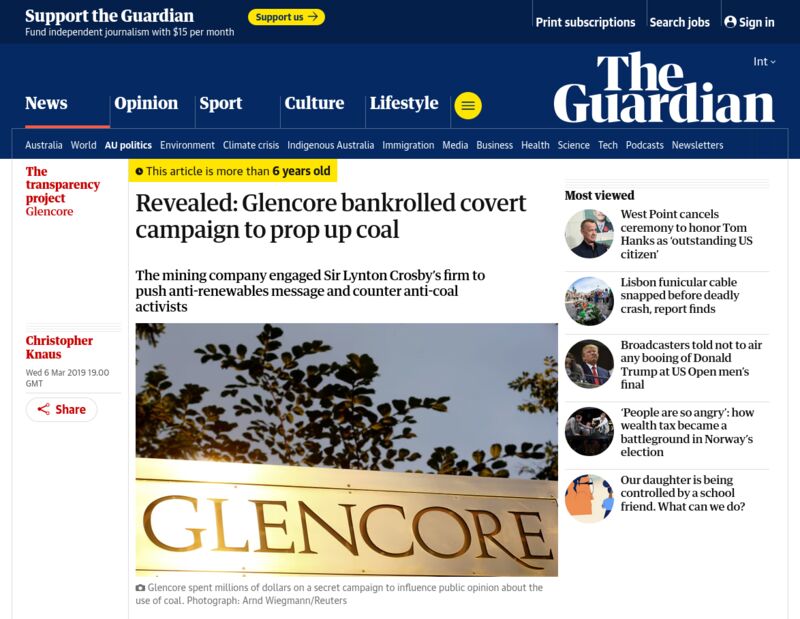 Support the Guardian
Fund independent journalism with $15 per month
Support us
Print subscriptions
Search jobs
Sign in
Int
The
Guardian
News
Opinion
Sport
Culture
Lifestyle
Australia
World
AU politics
Environment
Climate crisis
Indigenous Australia
Immigration
Media
Business
Health
Science
Tech
Podcasts
Newsletters
The
transparency
project
Glencore
This article is more than 6 years old
Revealed: Glencore bankrolled covert
campaign to prop up coal
The mining company engaged Sir Lynton Crosby's firm to
push anti-renewables message and counter anti-coal
activists
Christopher
Knaus
Wed 6 Mar 2019 19.00
GMT
Share
GLENCORE
Glencore spent millions of dollars on a secret campaign to influence public opinion about the
use of coal. Photograph: Arnd Wiegmann/Reuters
Most viewed
West Point cancels
ceremony to honor Tom
Hanks as ‘outstanding US
citizen’
Lisbon funicular cable
snapped before deadly
crash, report finds
Broadcasters told not to air
any booing of Donald
Trump at US Open men’s
final
‘People are so angry’: how
wealth tax became a
battleground in Norway’s
election
Our daughter is being
controlled by a school
friend. What can we do?